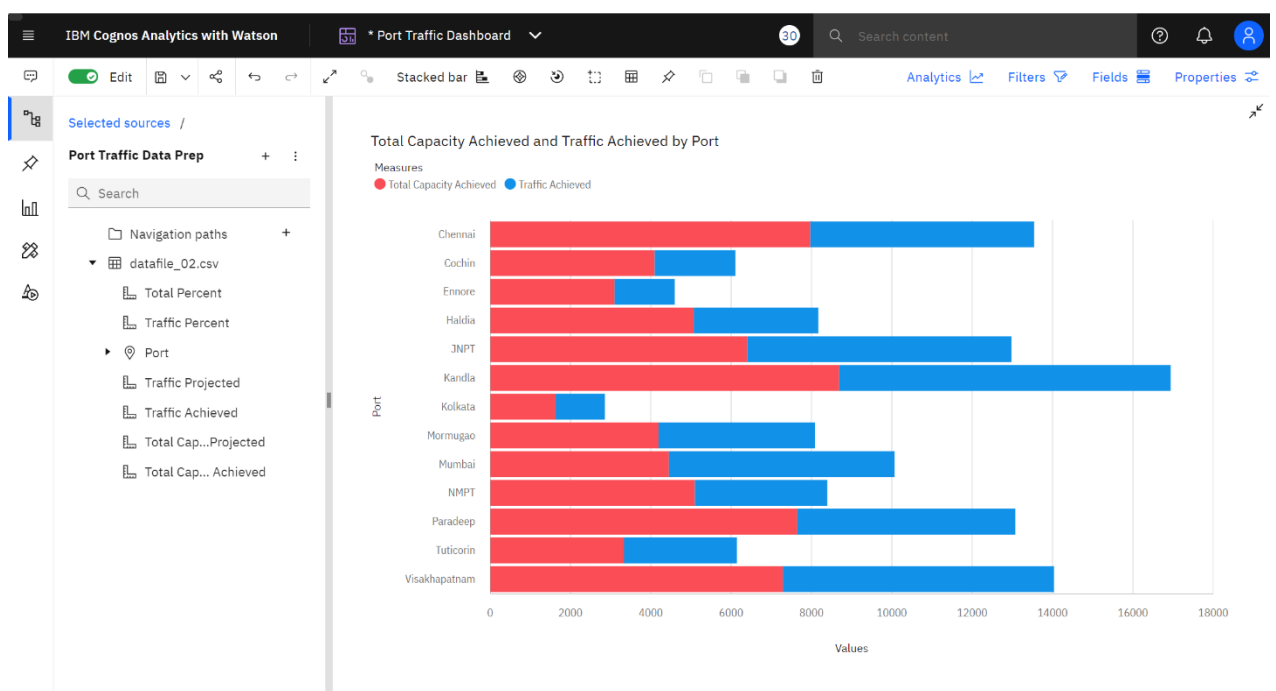 IBM Cognos Analytics with Watson
* Port Traffic Dashboard
30
Search content
Edit
Stacked bar
Analytics
Filters
Fields
Properties
Selected sources /
Port Traffic Data Prep
Search
Navigation paths
datafile_02.csv
Total Percent
Traffic Percent
Port
Traffic Projected
Traffic Achieved
Total Cap...Projected
Total Cap... Achieved
Total Capacity Achieved and Traffic Achieved by Port
Measures
Total Capacity Achieved Traffic Achieved
Port
Chennai
Cochin
Ennore
Haldia
JNPT
Kandla
Kolkata
Mormugao
Mumbai
NMPT
Paradeep
Tuticorin
Visakhapatnam
0 2000 4000 6000 8000 10000 12000 14000 16000 18000
Values